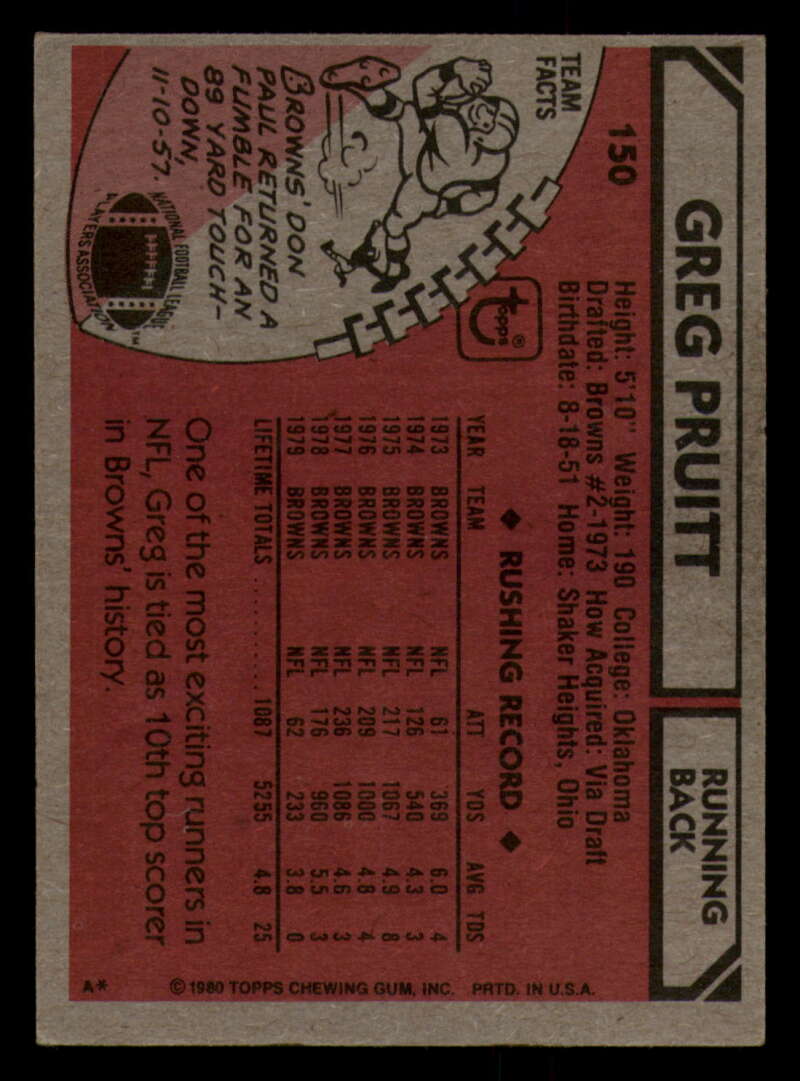 GREG PRUITT
RUNNING
BACK
150
Height: 5'10" Weight: 190 College: Oklahoma
Drafted: Browns #2-1973 How Acquired: Via Draft
Birthdate: 8-18-51 Home: Shaker Heights, Ohio
TEAM
FACTS
BROWNS' DON
PAUL RETURNED A
FUMBLE FOR AN
89 YARD TOUCH-
DOWN,
11-10-57.
topps®
NATIONAL FOOTBALL LEAGUE
PLAYERS ASSOCIATION™
◆ RUSHING RECORD ◆
YEAR TEAM ATT YDS AVG TDS
1973 BROWNS NFL 61 369 6.0 4
1974 BROWNS NFL 126 540 4.3 3
1975 BROWNS NFL 217 1067 4.9 8
1976 BROWNS NFL 209 1000 4.8 4
1977 BROWNS NFL 236 1086 4.6 3
1978 BROWNS NFL 176 960 5.5 3
1979 BROWNS NFL 62 233 3.8 0
LIFETIME TOTALS ........... 1087 5255 4.8 25
One of the most exciting runners in
NFL, Greg is tied as 10th top scorer
in Browns' history.
A* © 1980 TOPPS CHEWING GUM, INC. PRTD. IN U.S.A.